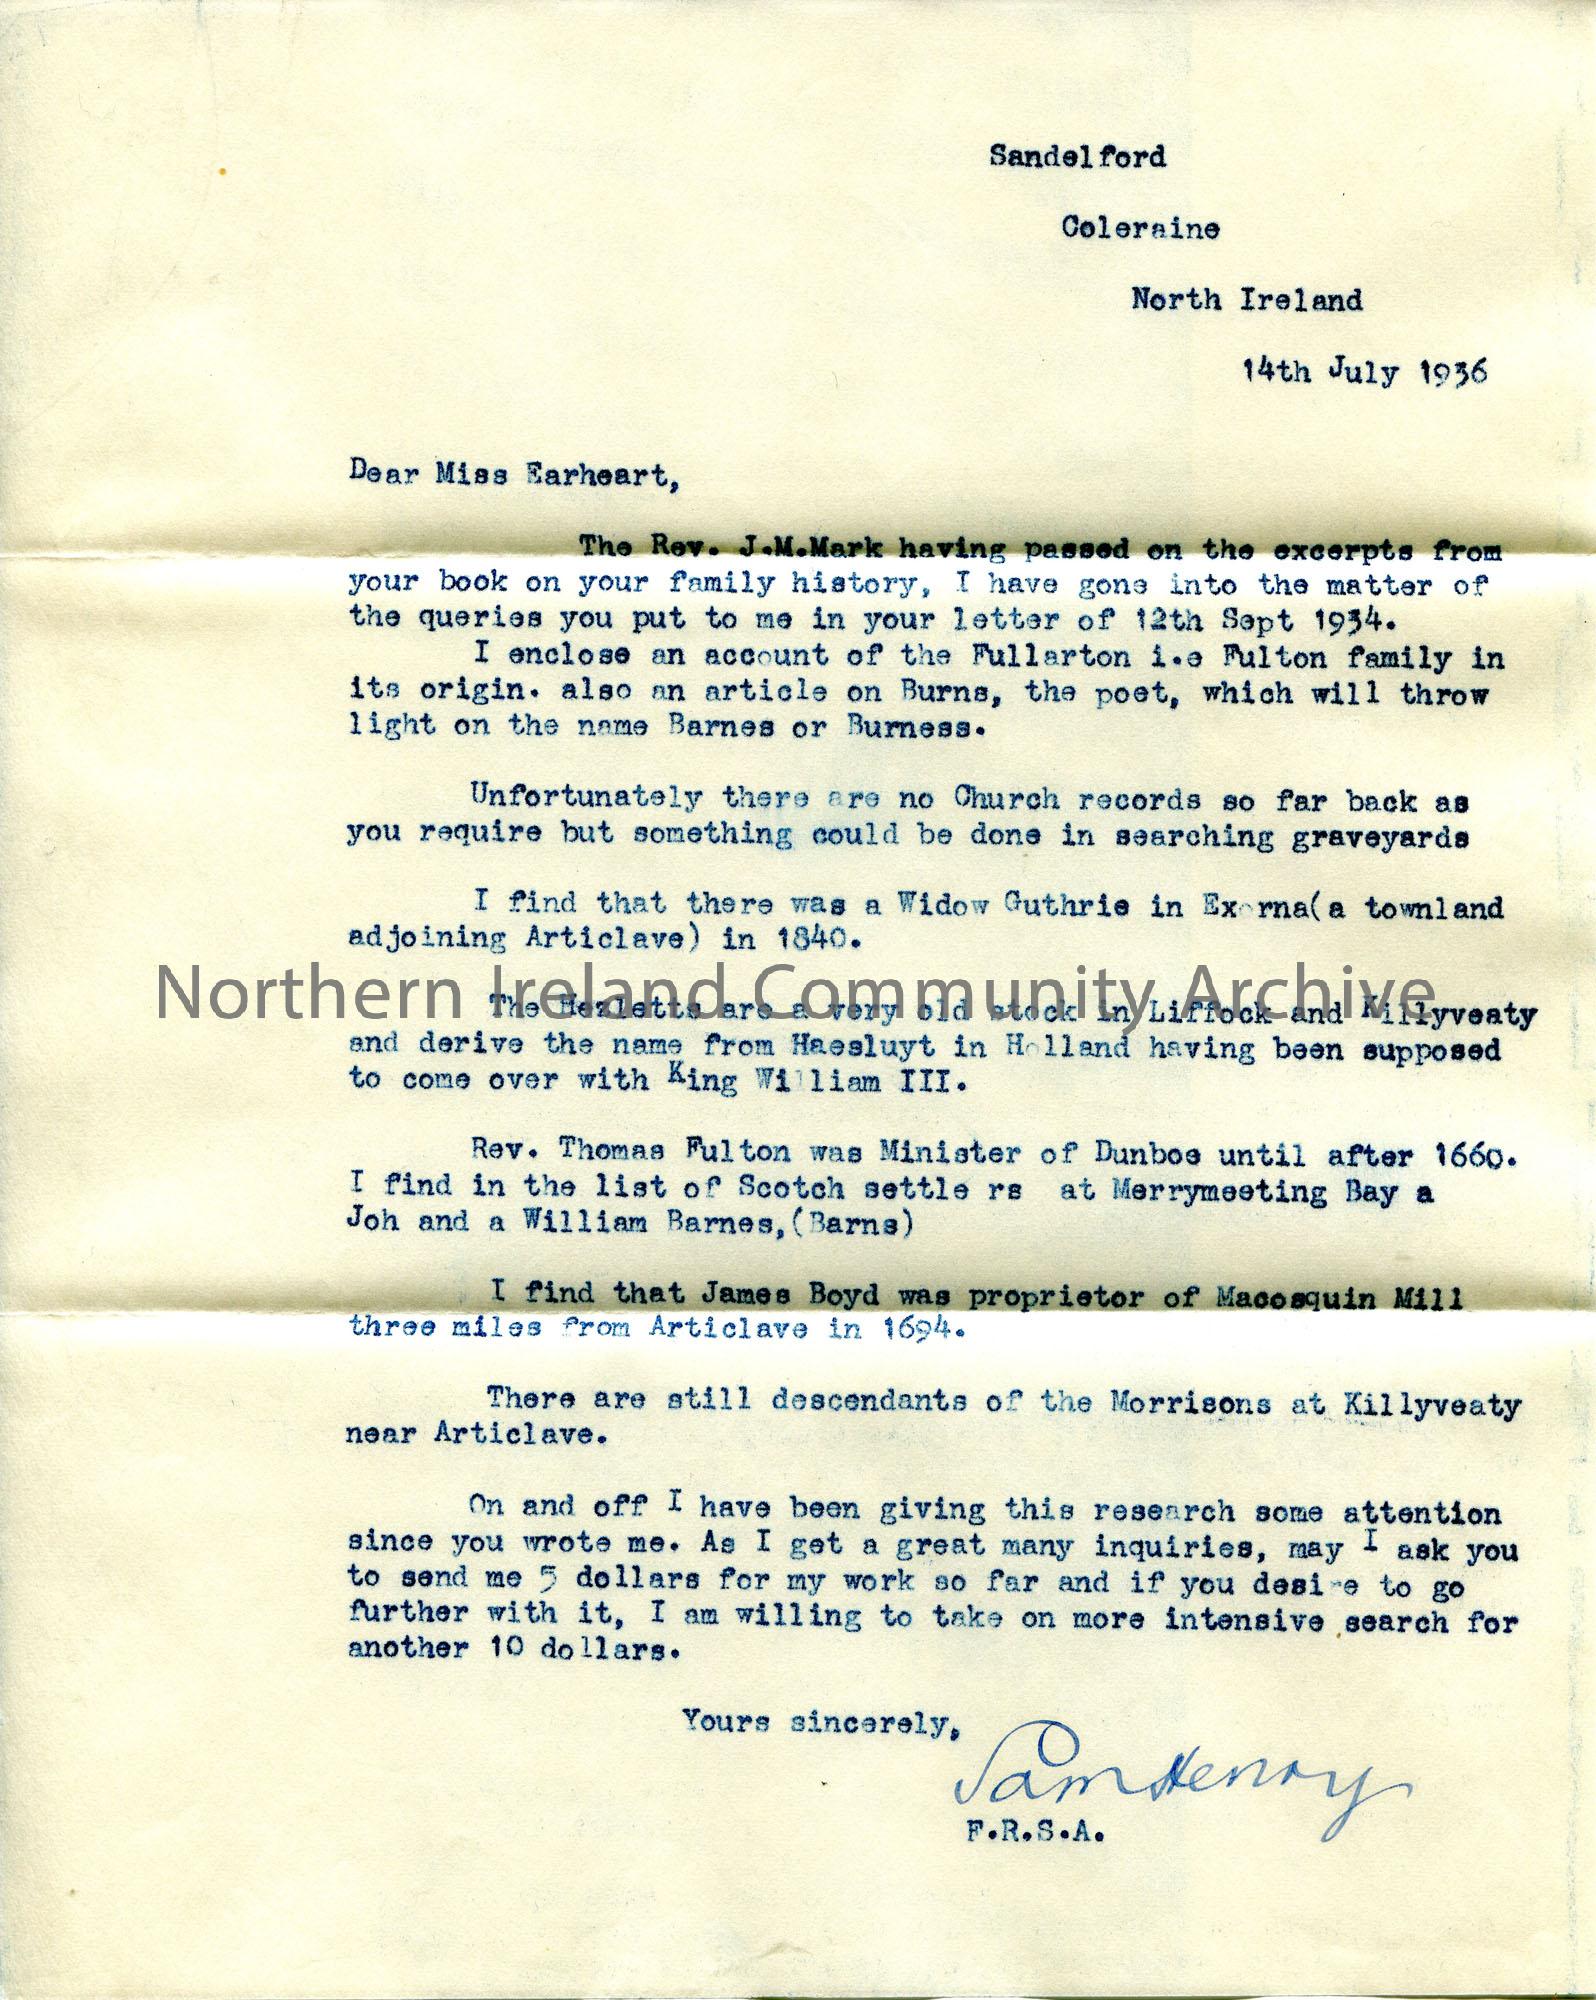 Sandelford
Coleraine
North Ireland
14th July 1936
Dear Miss Earheart,
The Rev. J.M.Mark having passed on the excerpts from
your book on your family history, I have gone into the matter of
the queries you put to me in your letter of 12th Sept 1934.
I enclose an account of the Fullarton i.e Fulton family in
its origin. also an article on Burns, the poet, which will throw
light on the name Barnes or Burness.
Unfortunately there are no Church records so far back as
you require but something could be done in searching graveyards
I find that there was a Widow Guthrie in Exorna(a townland
adjoining Articlave) in 1840.
Northern Ireland Community Archive
The Hezletts are a very old stock in Liffock and Killyveaty
and derive the name from Haesluyt in Holland having been supposed
to come over with King William III.
Rev. Thomas Fulton was Minister of Dunboe until after 1660.
I find in the list of Scotch settle rs at Merrymeeting Bay a
Joh and a William Barnes,(Barns)
I find that James Boyd was proprietor of Macosquin Mill
three miles from Articlave in 1694.
There are still descendants of the Morrisons at Killyveaty
near Articlave.
On and off I have been giving this research some attention
since you wrote me. As I get a great many inquiries, may I ask you
to send me 5 dollars for my work so far and if you desire to go
further with it, I am willing to take on more intensive search for
another 10 dollars.
Yours sincerely,
Sam Henry
F.R.S.A.